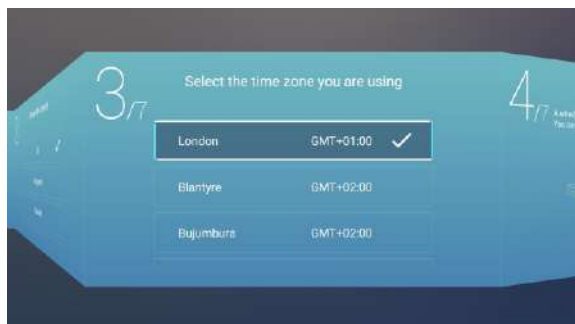 3/7
Select the time zone you are using
London GMT+01:00
Blantyre GMT+02:00
Bujumbura GMT+02:00
4/7